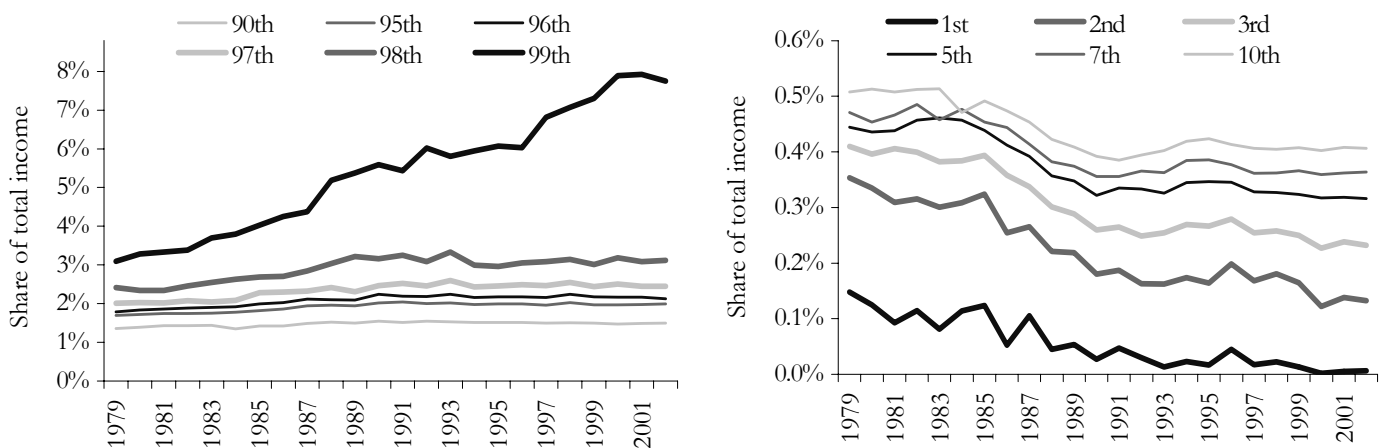 90th 95th 96th
97th 98th 99th
Share of total income
8%
7%
6%
5%
4%
3%
2%
1%
0%
1979 1981 1983 1985 1987 1989 1991 1993 1995 1997 1999 2001
1st 2nd 3rd
5th 7th 10th
Share of total income
0.6%
0.5%
0.4%
0.3%
0.2%
0.1%
0.0%
1979 1981 1983 1985 1987 1989 1991 1993 1995 1997 1999 2001